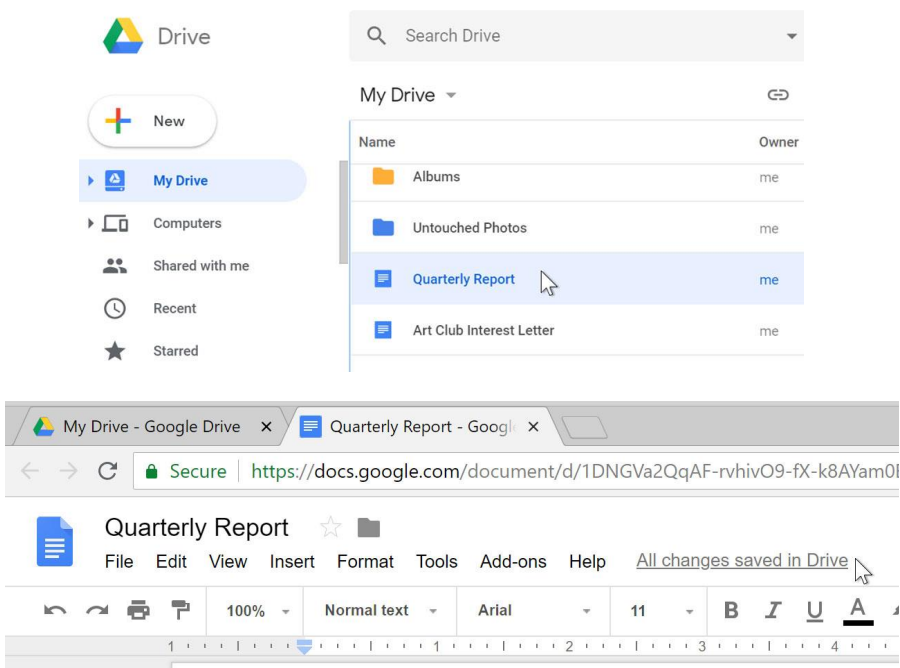 Drive
Search Drive
My Drive
New
Name Owner
My Drive
Albums me
Computers
Untouched Photos me
Shared with me
Quarterly Report me
Recent
Art Club Interest Letter me
Starred
My Drive - Google Drive × Quarterly Report - Googl ×
Secure https://docs.google.com/document/d/1DNGVa2QqAF-rvhivO9-fX-k8AYam0
Quarterly Report
File Edit View Insert Format Tools Add-ons Help All changes saved in Drive
100% Normal text Arial 11 B I U A
1 1 2 3 4